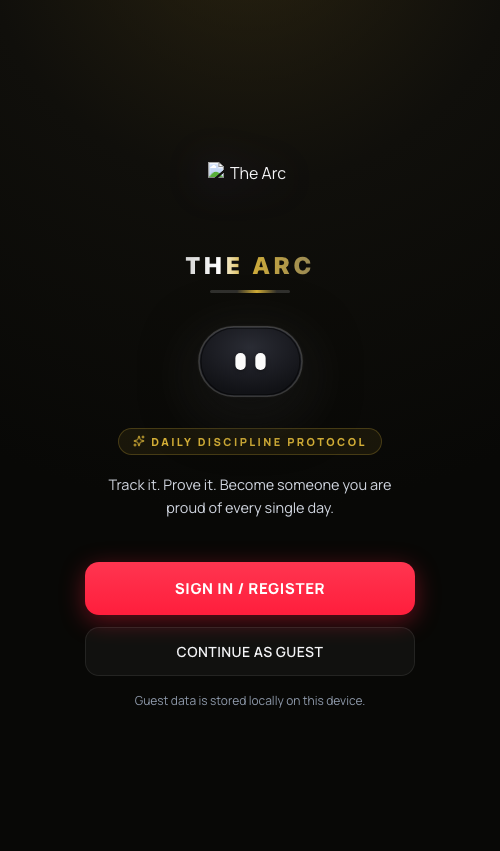 The Arc
THE ARC
DAILY DISCIPLINE PROTOCOL
Track it. Prove it. Become someone you are
proud of every single day.
SIGN IN / REGISTER
CONTINUE AS GUEST
Guest data is stored locally on this device.